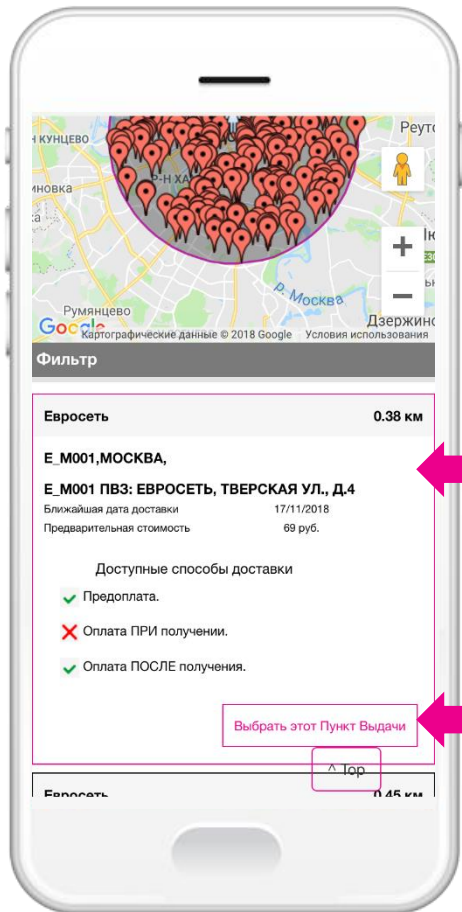 Реуто
Н КУНЦЕВО
Р-Н ХА
иновка
р. Москва
Румянцево
Дзержинс
Google
Картографические данные © 2018 Google Условия использования
Фильтр
Евросеть 0.38 км
E_M001,МОСКВА,
E_M001 ПВЗ: ЕВРОСЕТЬ, ТВЕРСКАЯ УЛ., Д.4
Ближайшая дата доставки 17/11/2018
Предварительная стоимость 69 руб.
Доступные способы доставки
Предоплата.
Оплата ПРИ получении.
Оплата ПОСЛЕ получения.
Выбрать этот Пункт Выдачи
^ Top
Евросеть 0.45 км